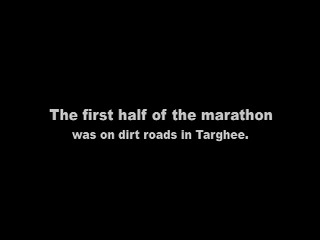 The first half of the marathon
was on dirt roads in Targhee.